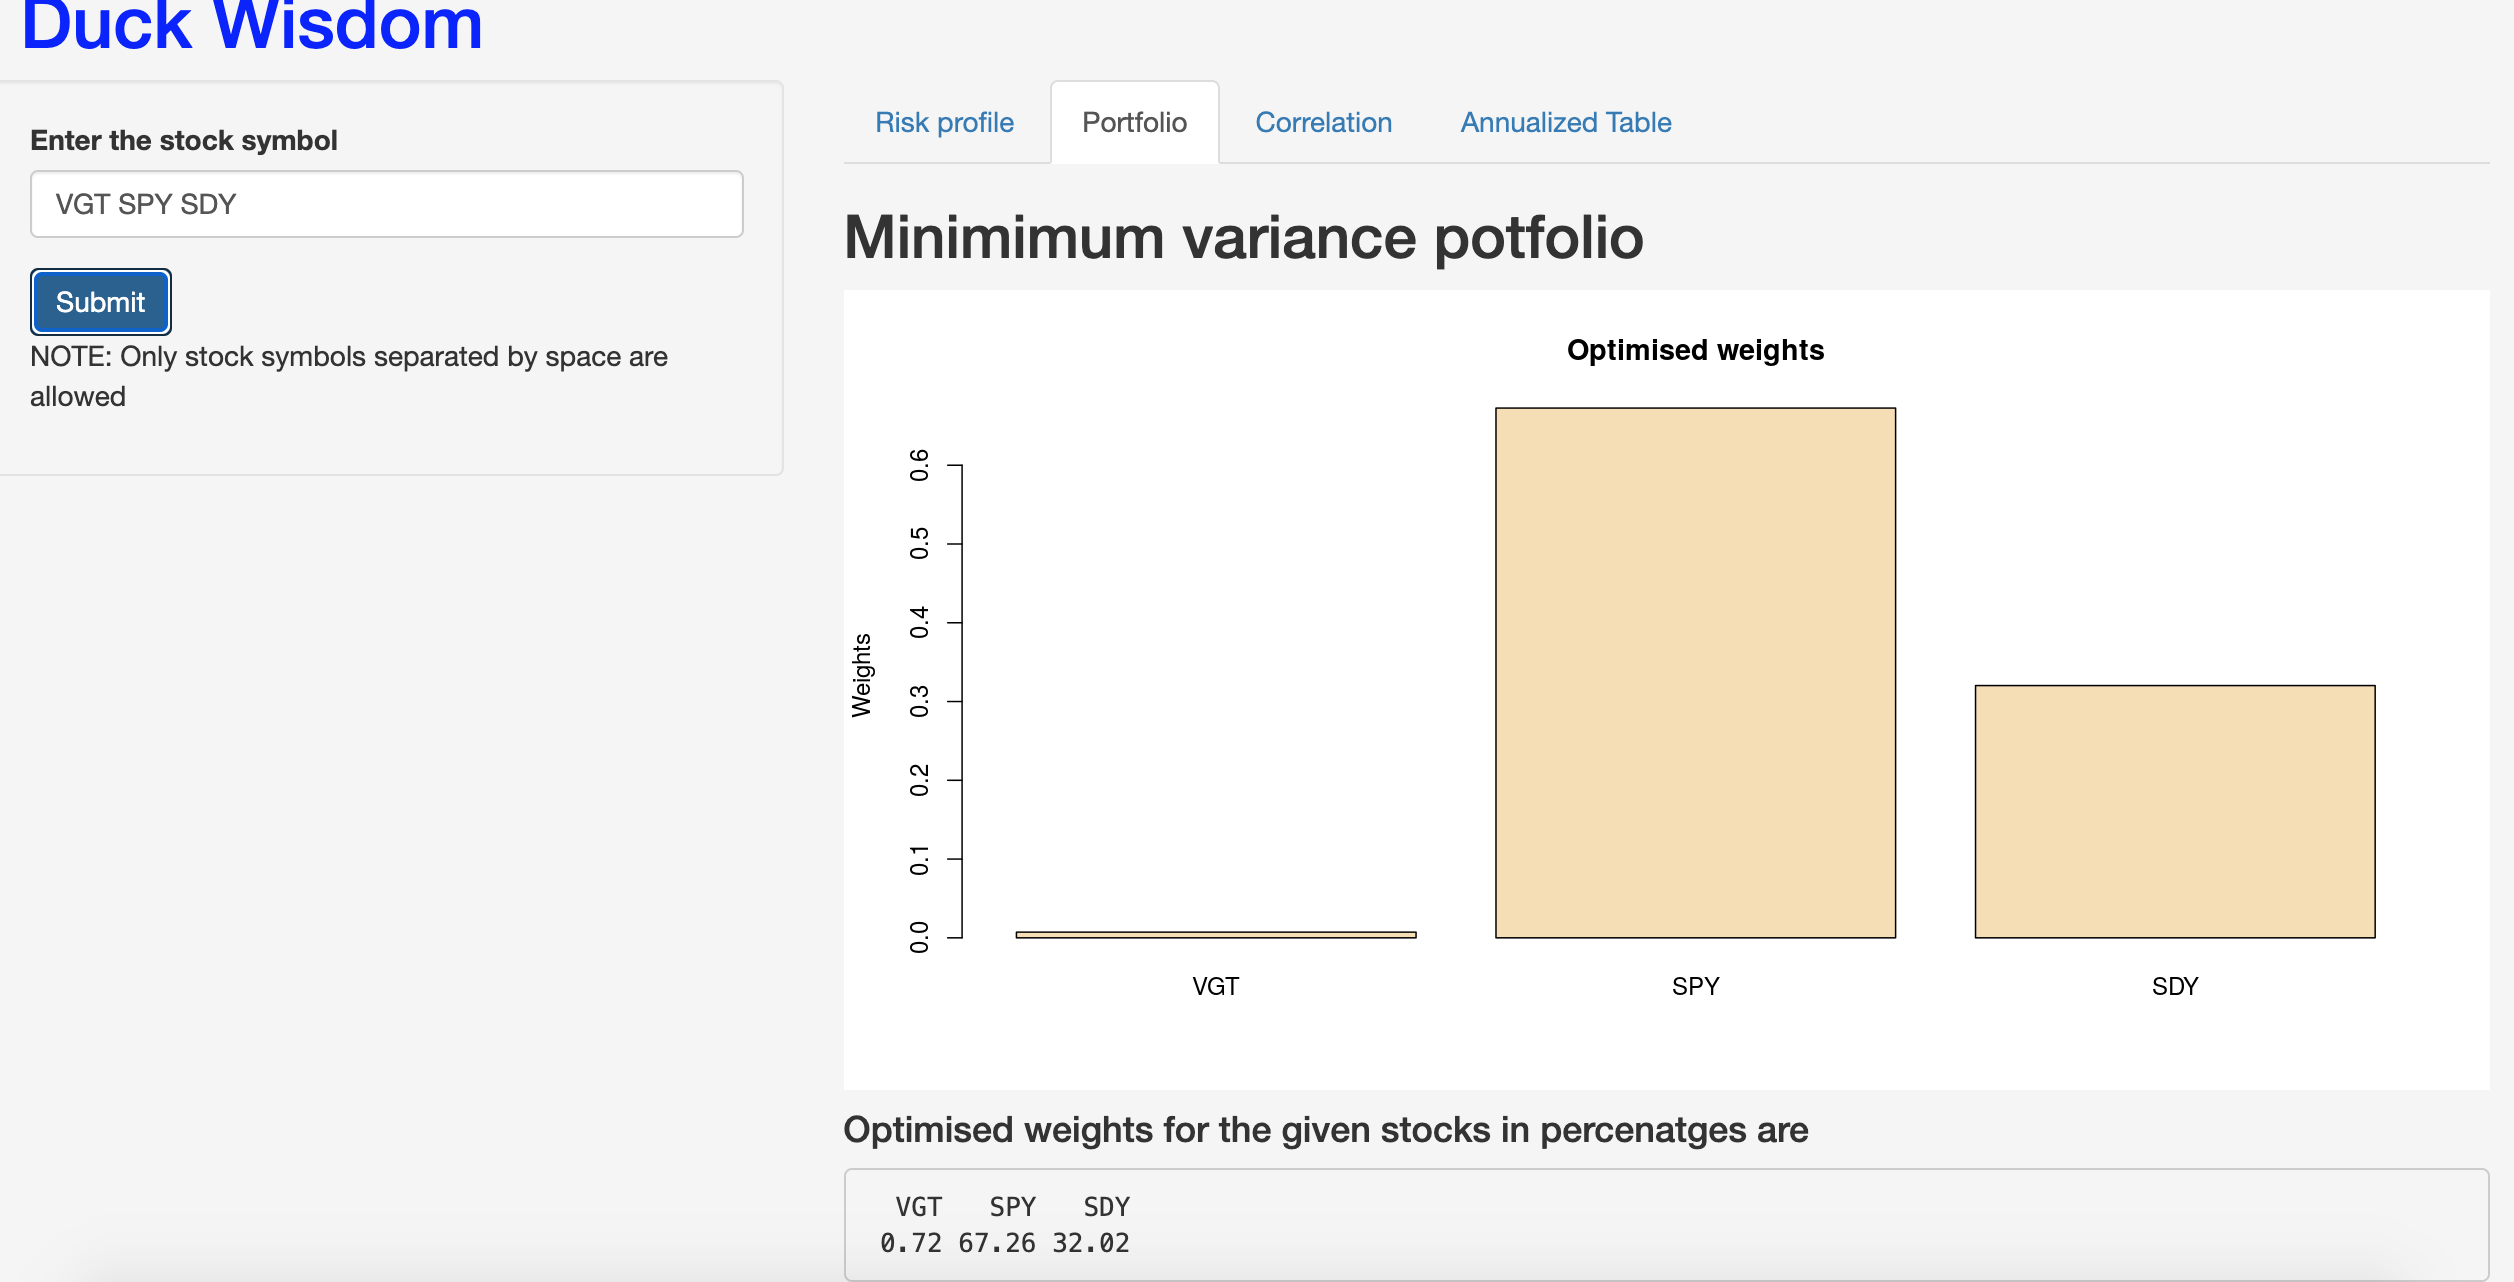 Duck Wisdom
Enter the stock symbol
VGT SPY SDY
Submit
NOTE: Only stock symbols separated by space are
allowed
Risk profile
Portfolio
Correlation
Annualized Table
Minimimum variance potfolio
Optimised weights
Weights
0.6
0.5
0.4
0.3
0.2
0.1
0.0
VGT
SPY
SDY
Optimised weights for the given stocks in percenatges are
VGT SPY SDY
0.72 67.26 32.02